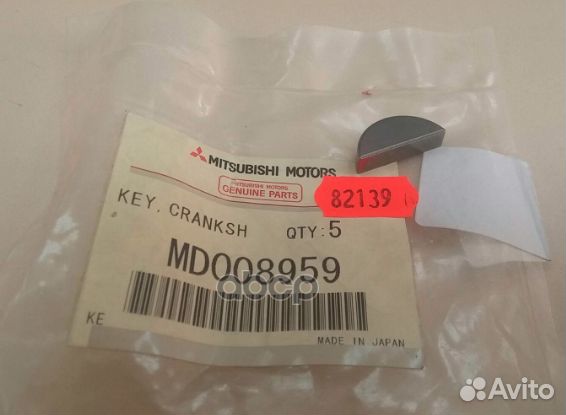 MITSUBISHI MOTORS
MITSUBISHI MOTORS
GENUINE PARTS
82139
KEY, CRANKSH QTY:5
MD008959
KE
MADE IN JAPAN
Avito